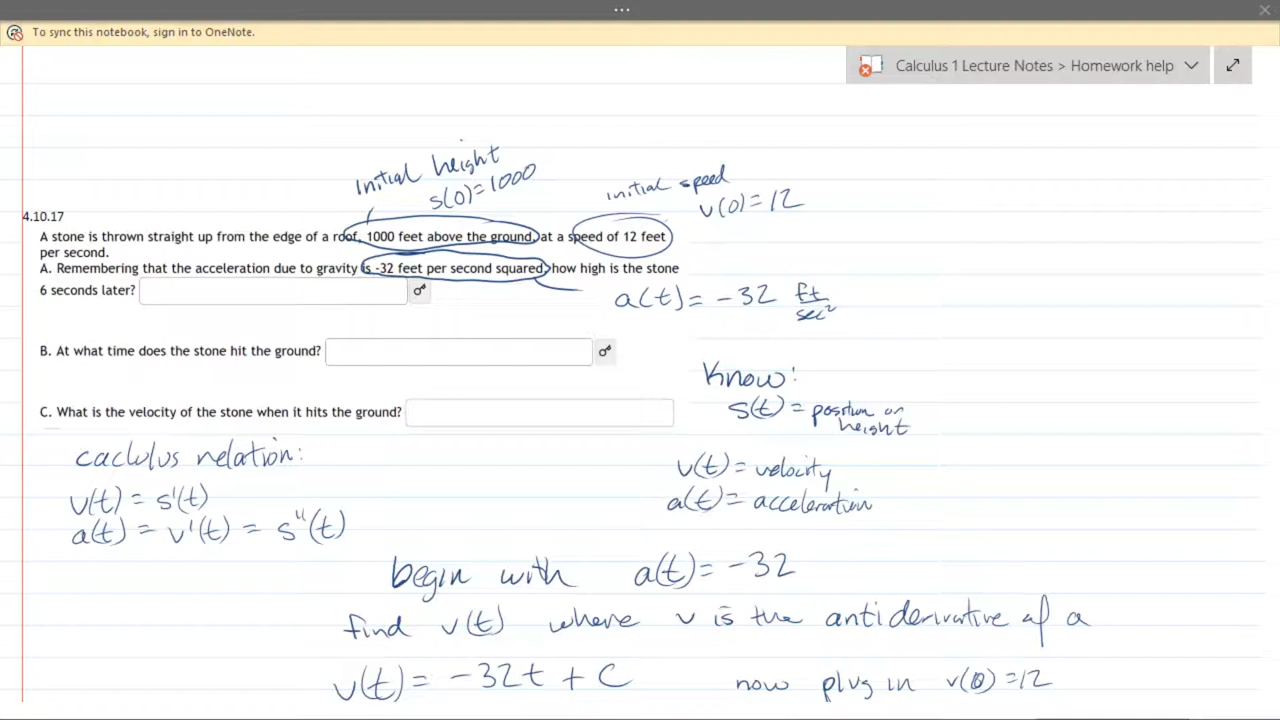 To sync this notebook, sign in to OneNote.
Calculus 1 Lecture Notes > Homework help
initial height
s(0)=1000
initial speed
v(0)=12
4.10.17
A stone is thrown straight up from the edge of a roof, 1000 feet above the ground, at a speed of 12 feet
per second.
A. Remembering that the acceleration due to gravity is -32 feet per second squared, how high is the stone
6 seconds later?
a(t) = -32 ft/sec²
B. At what time does the stone hit the ground?
Know:
s(t) = position or
height
C. What is the velocity of the stone when it hits the ground?
caclulus relation:
v(t) = velocity
v(t) = s'(t)
a(t) = acceleration
a(t) = v'(t) = s"(t)
begin with a(t) = -32
find v(t) where v is the antiderivative of a
v(t) = -32t + C now plug in v(0) = 12